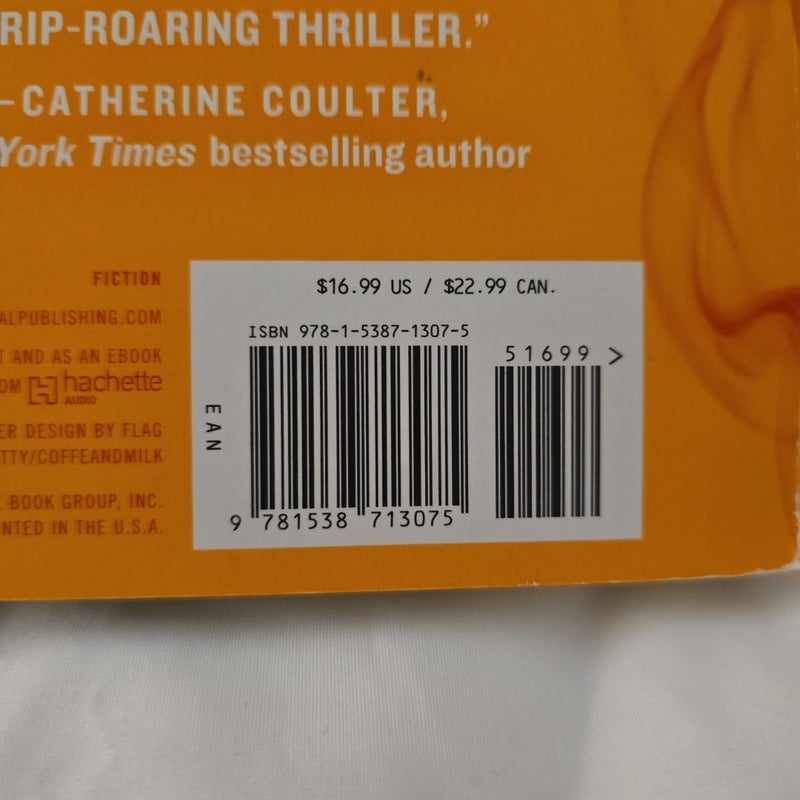 RIP-ROARING THRILLER.”
—CATHERINE COULTER,
York Times bestselling author
FICTION
ALPUBLISHING.COM
T AND AS AN EBOOK
OM hachette
AUDIO
ER DESIGN BY FLAG
TTY/COFFEEANDMILK
BOOK GROUP, INC.
NTED IN THE U.S.A.
$16.99 US / $22.99 CAN.
ISBN 978-1-5387-1307-5
51699 >
EAN
9 781538 713075